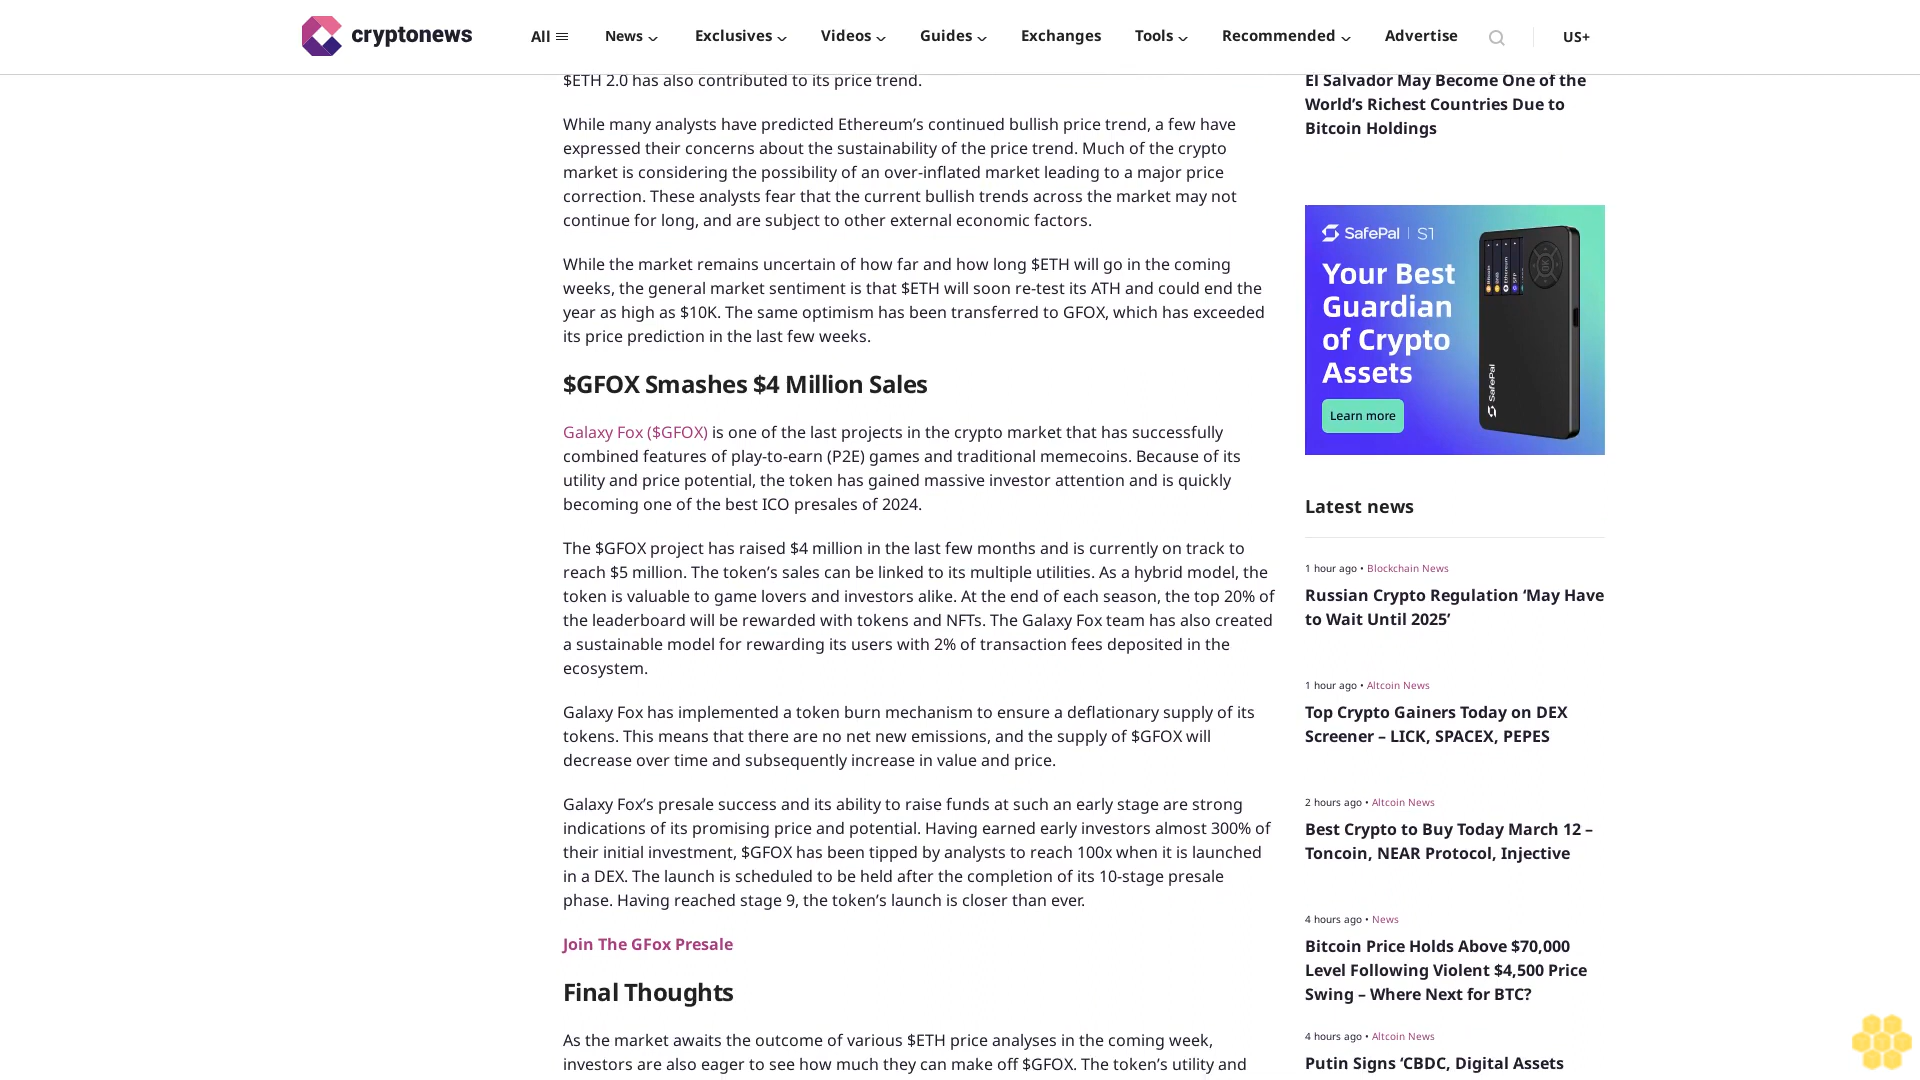 cryptonews
All
News
Exclusives
Videos
Guides
Exchanges
Tools
Recommended
Advertise
US+
$ETH 2.0 has also contributed to its price trend.
While many analysts have predicted Ethereum’s continued bullish price trend, a few have
expressed their concerns about the sustainability of the price trend. Much of the crypto
market is considering the possibility of an over-inflated market leading to a major price
correction. These analysts fear that the current bullish trends across the market may not
continue for long, and are subject to other external economic factors.
While the market remains uncertain of how far and how long $ETH will go in the coming
weeks, the general market sentiment is that $ETH will soon re-test its ATH and could end the
year as high as $10K. The same optimism has been transferred to GFOX, which has exceeded
its price prediction in the last few weeks.
$GFOX Smashes $4 Million Sales
Galaxy Fox ($GFOX) is one of the last projects in the crypto market that has successfully
combined features of play-to-earn (P2E) games and traditional memecoins. Because of its
utility and price potential, the token has gained massive investor attention and is quickly
becoming one of the best ICO presales of 2024.
The $GFOX project has raised $4 million in the last few months and is currently on track to
reach $5 million. The token’s sales can be linked to its multiple utilities. As a hybrid model, the
token is valuable to game lovers and investors alike. At the end of each season, the top 20% of
the leaderboard will be rewarded with tokens and NFTs. The Galaxy Fox team has also created
a sustainable model for rewarding its users with 2% of transaction fees deposited in the
ecosystem.
Galaxy Fox has implemented a token burn mechanism to ensure a deflationary supply of its
tokens. This means that there are no net new emissions, and the supply of $GFOX will
decrease over time and subsequently increase in value and price.
Galaxy Fox’s presale success and its ability to raise funds at such an early stage are strong
indications of its promising price and potential. Having earned early investors almost 300% of
their initial investment, $GFOX has been tipped by analysts to reach 100x when it is launched
in a DEX. The launch is scheduled to be held after the completion of its 10-stage presale
phase. Having reached stage 9, the token’s launch is closer than ever.
Join The GFox Presale
Final Thoughts
As the market awaits the outcome of various $ETH price analyses in the coming week,
investors are also eager to see how much they can make off $GFOX. The token’s utility and
El Salvador May Become One of the
World’s Richest Countries Due to
Bitcoin Holdings
SafePal | S1
Your Best
Guardian
of Crypto
Assets
Learn more
SafePal
OK
Latest news
1 hour ago • Blockchain News
Russian Crypto Regulation ‘May Have
to Wait Until 2025’
1 hour ago • Altcoin News
Top Crypto Gainers Today on DEX
Screener – LICK, SPACEX, PEPES
2 hours ago • Altcoin News
Best Crypto to Buy Today March 12 –
Toncoin, NEAR Protocol, Injective
4 hours ago • News
Bitcoin Price Holds Above $70,000
Level Following Violent $4,500 Price
Swing – Where Next for BTC?
4 hours ago • Altcoin News
Putin Signs ‘CBDC, Digital Assets